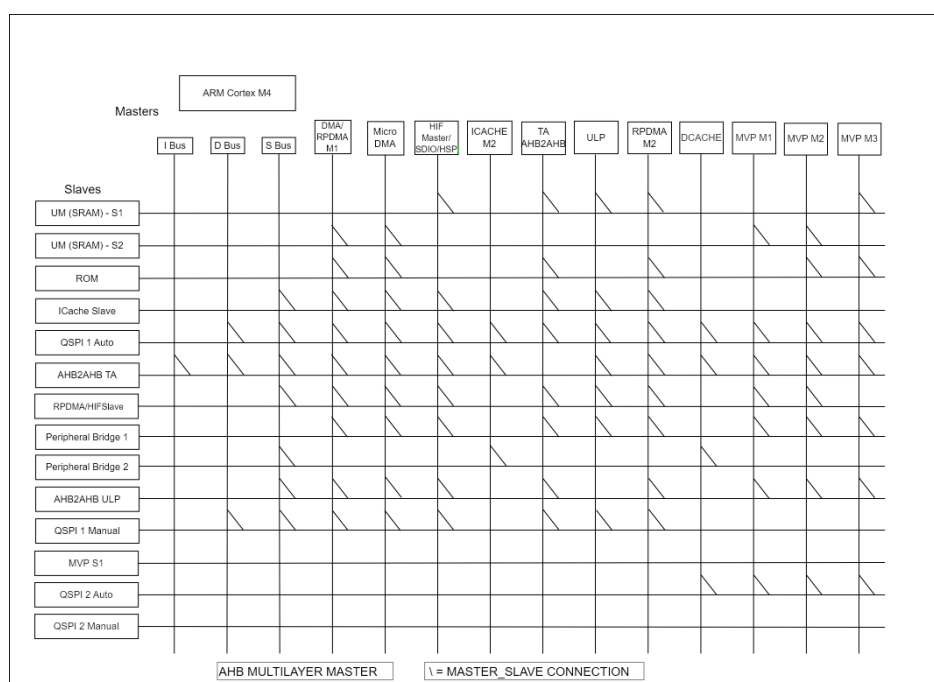 ARM Cortex M4
Masters
I Bus
D Bus
S Bus
DMA/
RPDMA
M1
Micro
DMA
HIF
Master/
SDIO/HSP
ICACHE
M2
TA
AHB2AHB
ULP
RPDMA
M2
DCACHE
MVP M1
MVP M2
MVP M3
Slaves
UM (SRAM) - S1
UM (SRAM) - S2
ROM
ICache Slave
QSPI 1 Auto
AHB2AHB TA
RPDMA/HIFSlave
Peripheral Bridge 1
Peripheral Bridge 2
AHB2AHB ULP
QSPI 1 Manual
MVP S1
QSPI 2 Auto
QSPI 2 Manual
AHB MULTILAYER MASTER
\ = MASTER_SLAVE CONNECTION